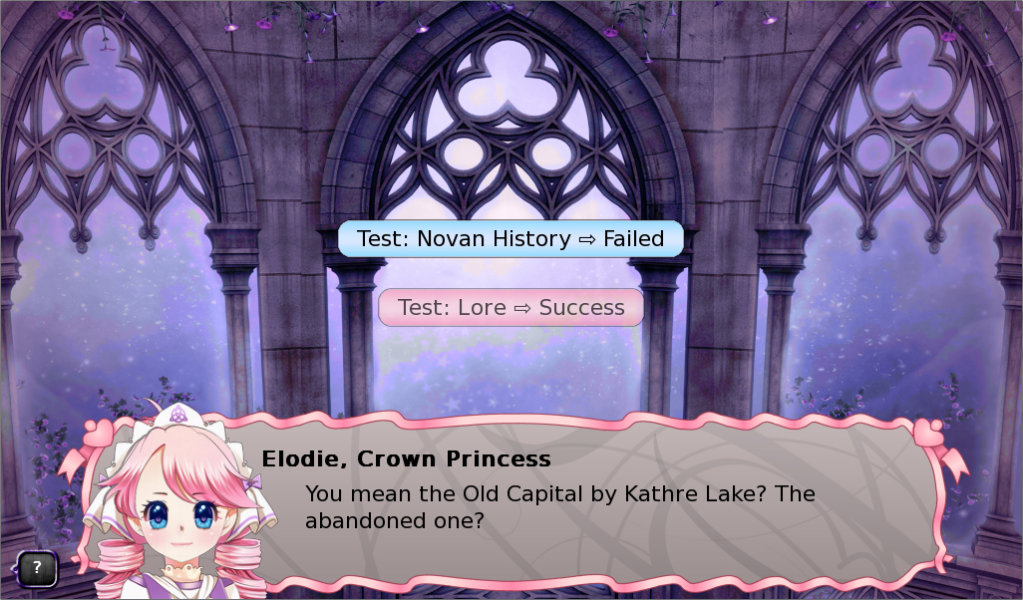 Test: Novan History ⇨ Failed
Test: Lore ⇨ Success
Elodie, Crown Princess
You mean the Old Capital by Kathre Lake? The
abandoned one?
?